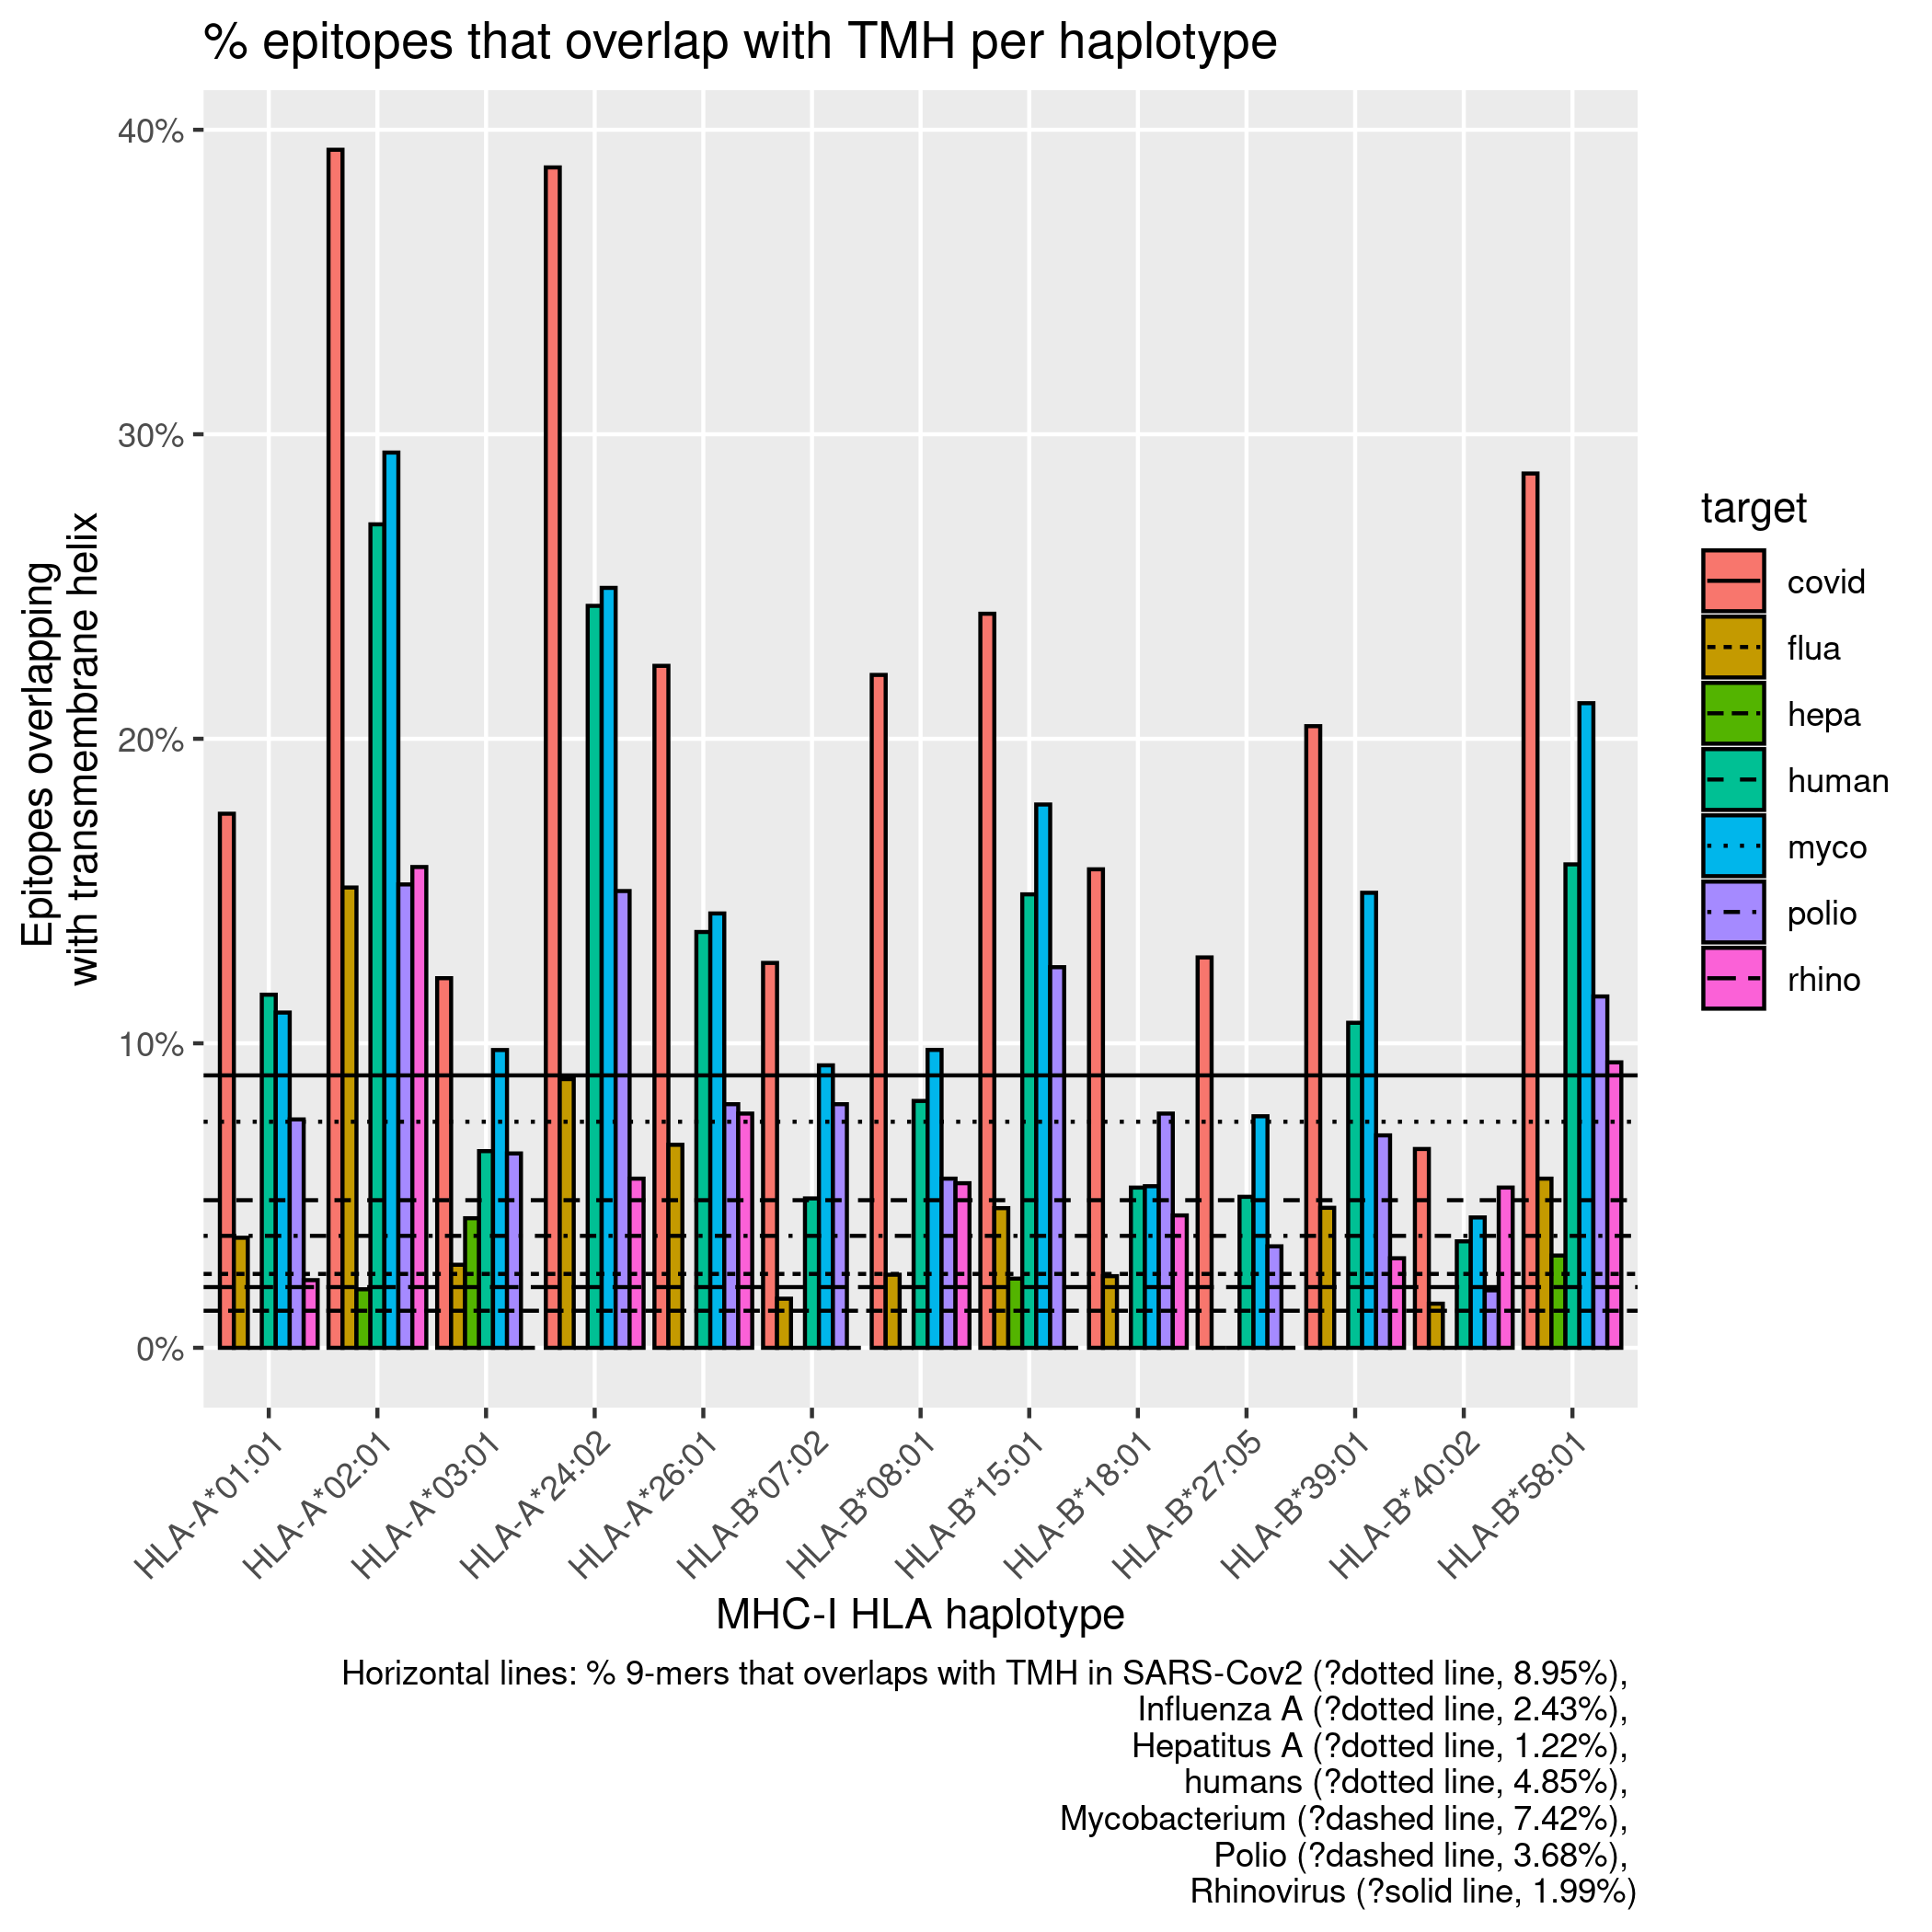 % epitopes that overlap with TMH per haplotype
Epitopes overlapping
with transmembrane helix
40%
30%
20%
10%
0%
HLA-A*01:01
HLA-A*02:01
HLA-A*03:01
HLA-A*24:02
HLA-A*26:01
HLA-B*07:02
HLA-B*08:01
HLA-B*15:01
HLA-B*18:01
HLA-B*27:05
HLA-B*39:01
HLA-B*40:02
HLA-B*58:01
MHC-I HLA haplotype
target
covid
flua
hepa
human
myco
polio
rhino
Horizontal lines: % 9-mers that overlaps with TMH in SARS-Cov2 (?dotted line, 8.95%),
Influenza A (?dotted line, 2.43%),
Hepatitus A (?dotted line, 1.22%),
humans (?dotted line, 4.85%),
Mycobacterium (?dashed line, 7.42%),
Polio (?dashed line, 3.68%),
Rhinovirus (?solid line, 1.99%)